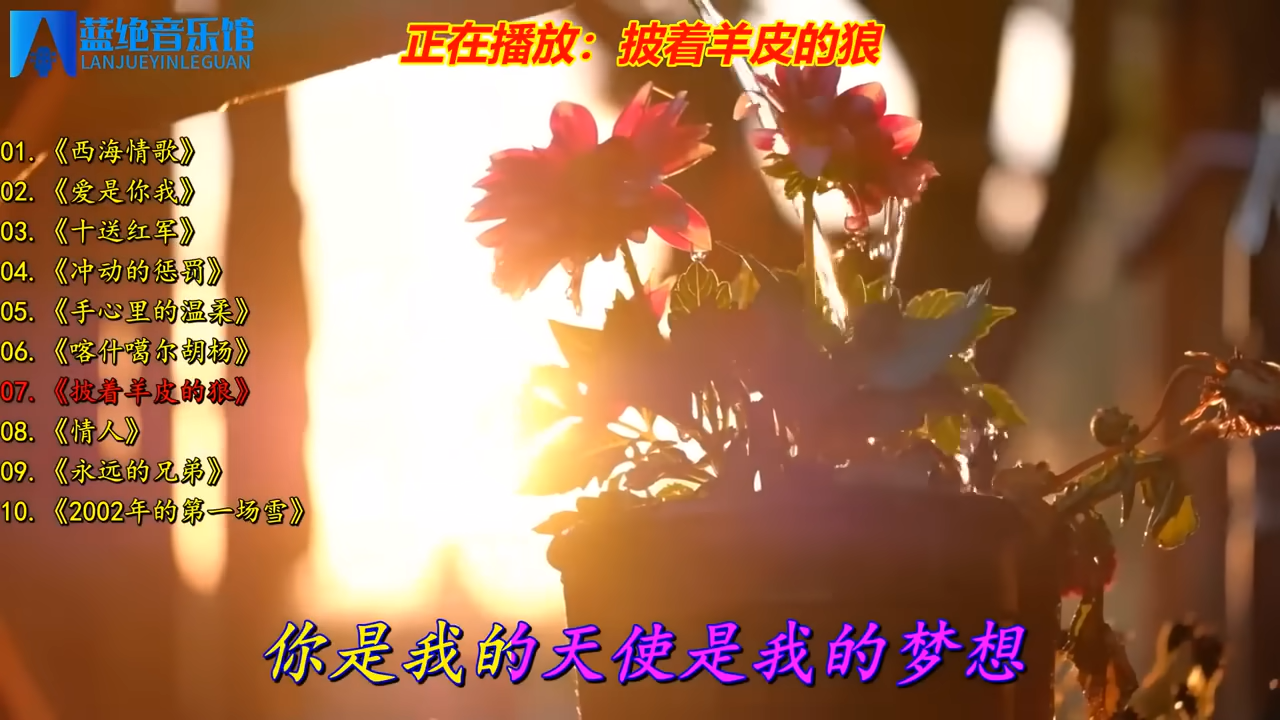 蓝绝音乐馆
LANJUEYINLEGUAN
正在播放：披着羊皮的狼
01.《西海情歌》
02.《爱是你我》
03.《十送红军》
04.《冲动的惩罚》
05.《手心里的温柔》
06.《喀什噶尔胡杨》
07.《披着羊皮的狼》
08.《情人》
09.《永远的兄弟》
10.《2002年的第一场雪》
你是我的天使是我的梦想